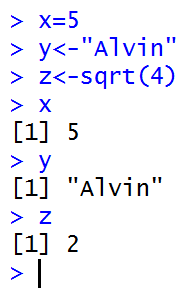 > x=5
> y<-"Alvin"
> z<-sqrt(4)
> x
[1] 5
> y
[1] "Alvin"
> z
[1] 2
>